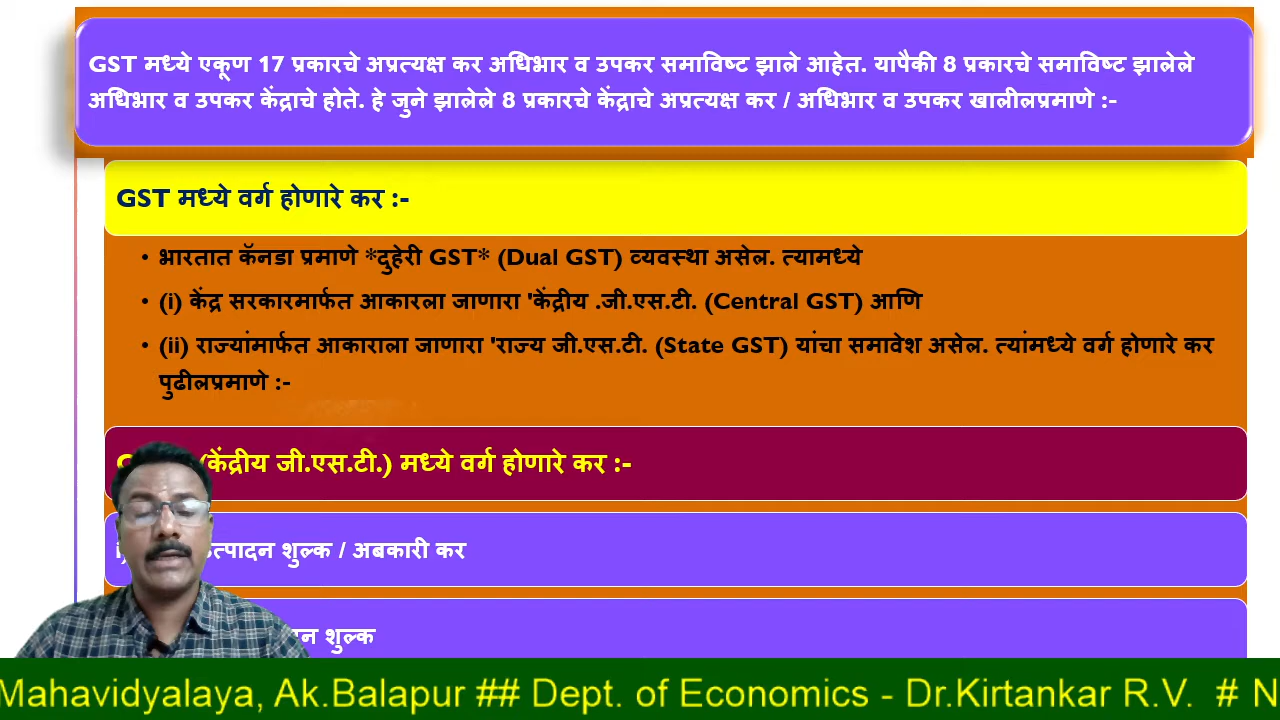 GST मध्ये एकूण 17 प्रकारचे अप्रत्यक्ष कर अधिभार व उपकर समाविष्ट झाले आहेत. यापैकी 8 प्रकारचे समाविष्ट झालेले
अधिभार व उपकर केंद्राचे होते. हे जुने झालेले 8 प्रकारचे केंद्राचे अप्रत्यक्ष कर / अधिभार व उपकर खालीलप्रमाणे :-
GST मध्ये वर्ग होणारे कर :-
• भारतात कॅनडा प्रमाणे *दुहेरी GST* (Dual GST) व्यवस्था असेल. त्यामध्ये
• (i) केंद्र सरकारमार्फत आकारला जाणारा 'केंद्रीय .जी.एस.टी. (Central GST) आणि
• (ii) राज्यांमार्फत आकाराला जाणारा 'राज्य जी.एस.टी. (State GST) यांचा समावेश असेल. त्यांमध्ये वर्ग होणारे कर
पुढीलप्रमाणे :-
(केंद्रीय जी.एस.टी.) मध्ये वर्ग होणारे कर :-
शुल्क / अबकारी कर
शुल्क
Mahavidyalaya, Ak.Balapur ## Dept. of Economics - Dr.Kirtankar R.V. # N